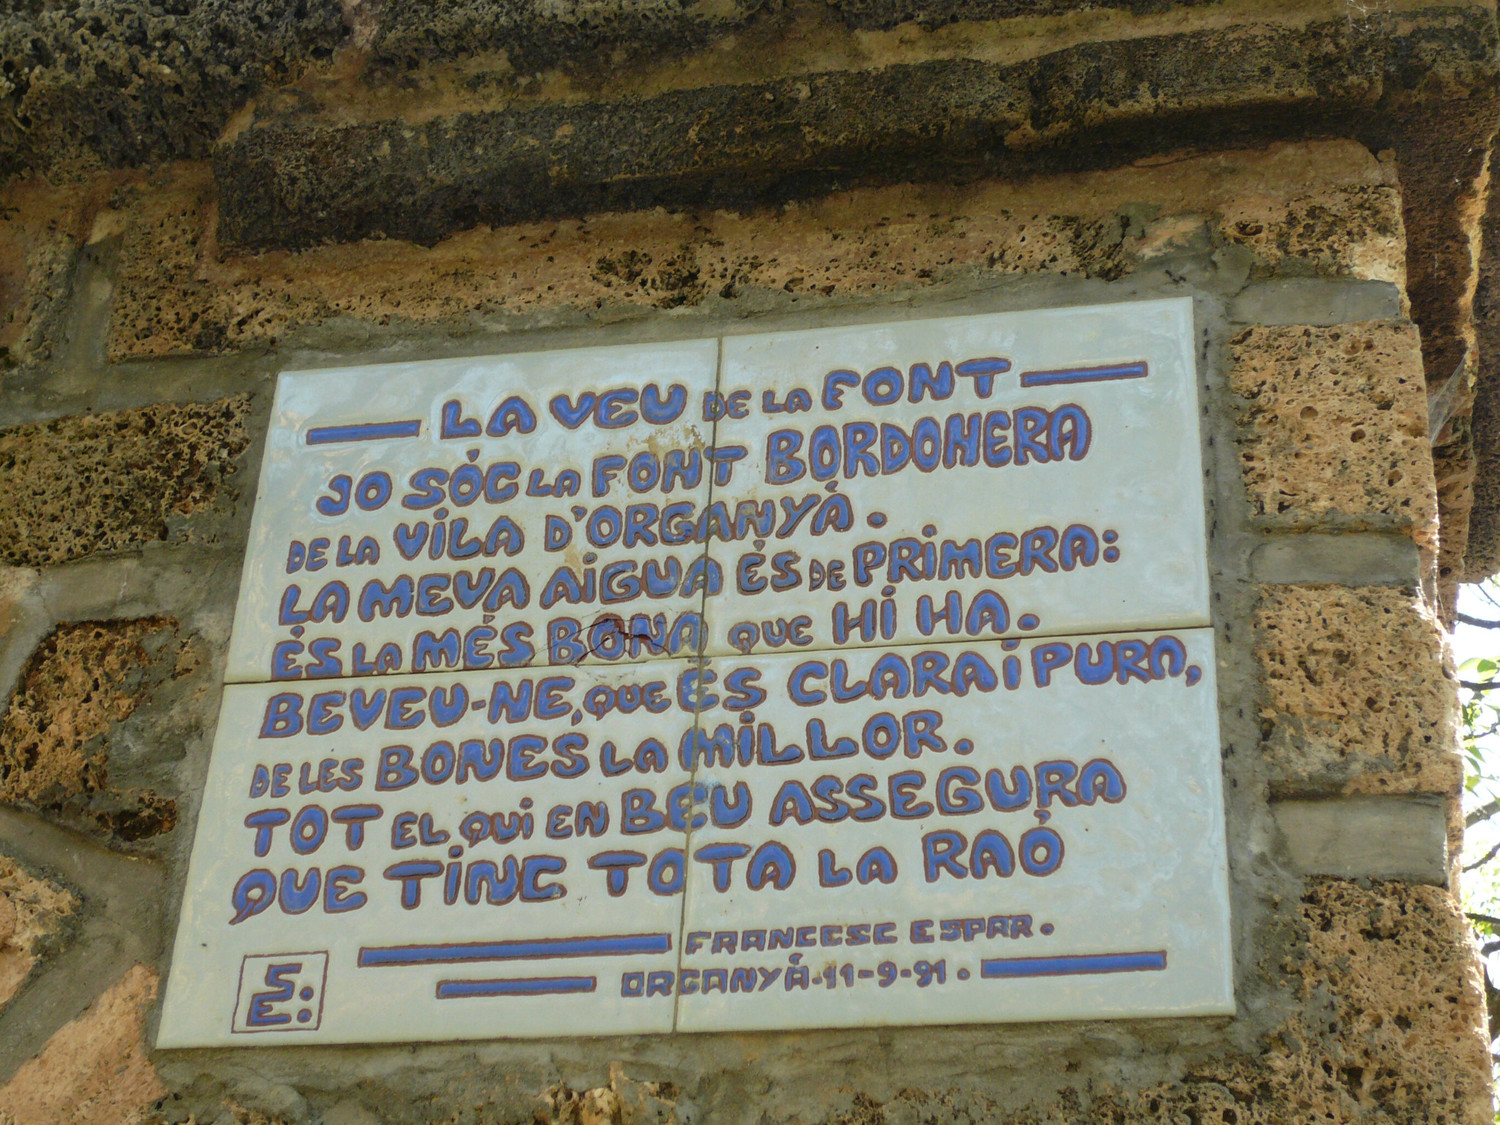 LA VEU DE LA FONT
JO SÓC LA FONT BORDONERA
DE LA VILA D'ORGANYÀ.
LA MEVA AIGUA ÉS DE PRIMERA:
ÉS LA MÉS BONA QUE HI HA.
BEVEU-NE, QUE ES CLARA I PURA,
DE LES BONES, LA MILLOR.
TOT EL QUI EN BEU ASSEGURA
QUE TINC TOTA LA RAÓ
FRANCESC ESPAR.
ORGANYÀ-11-9-91.
S:
E: